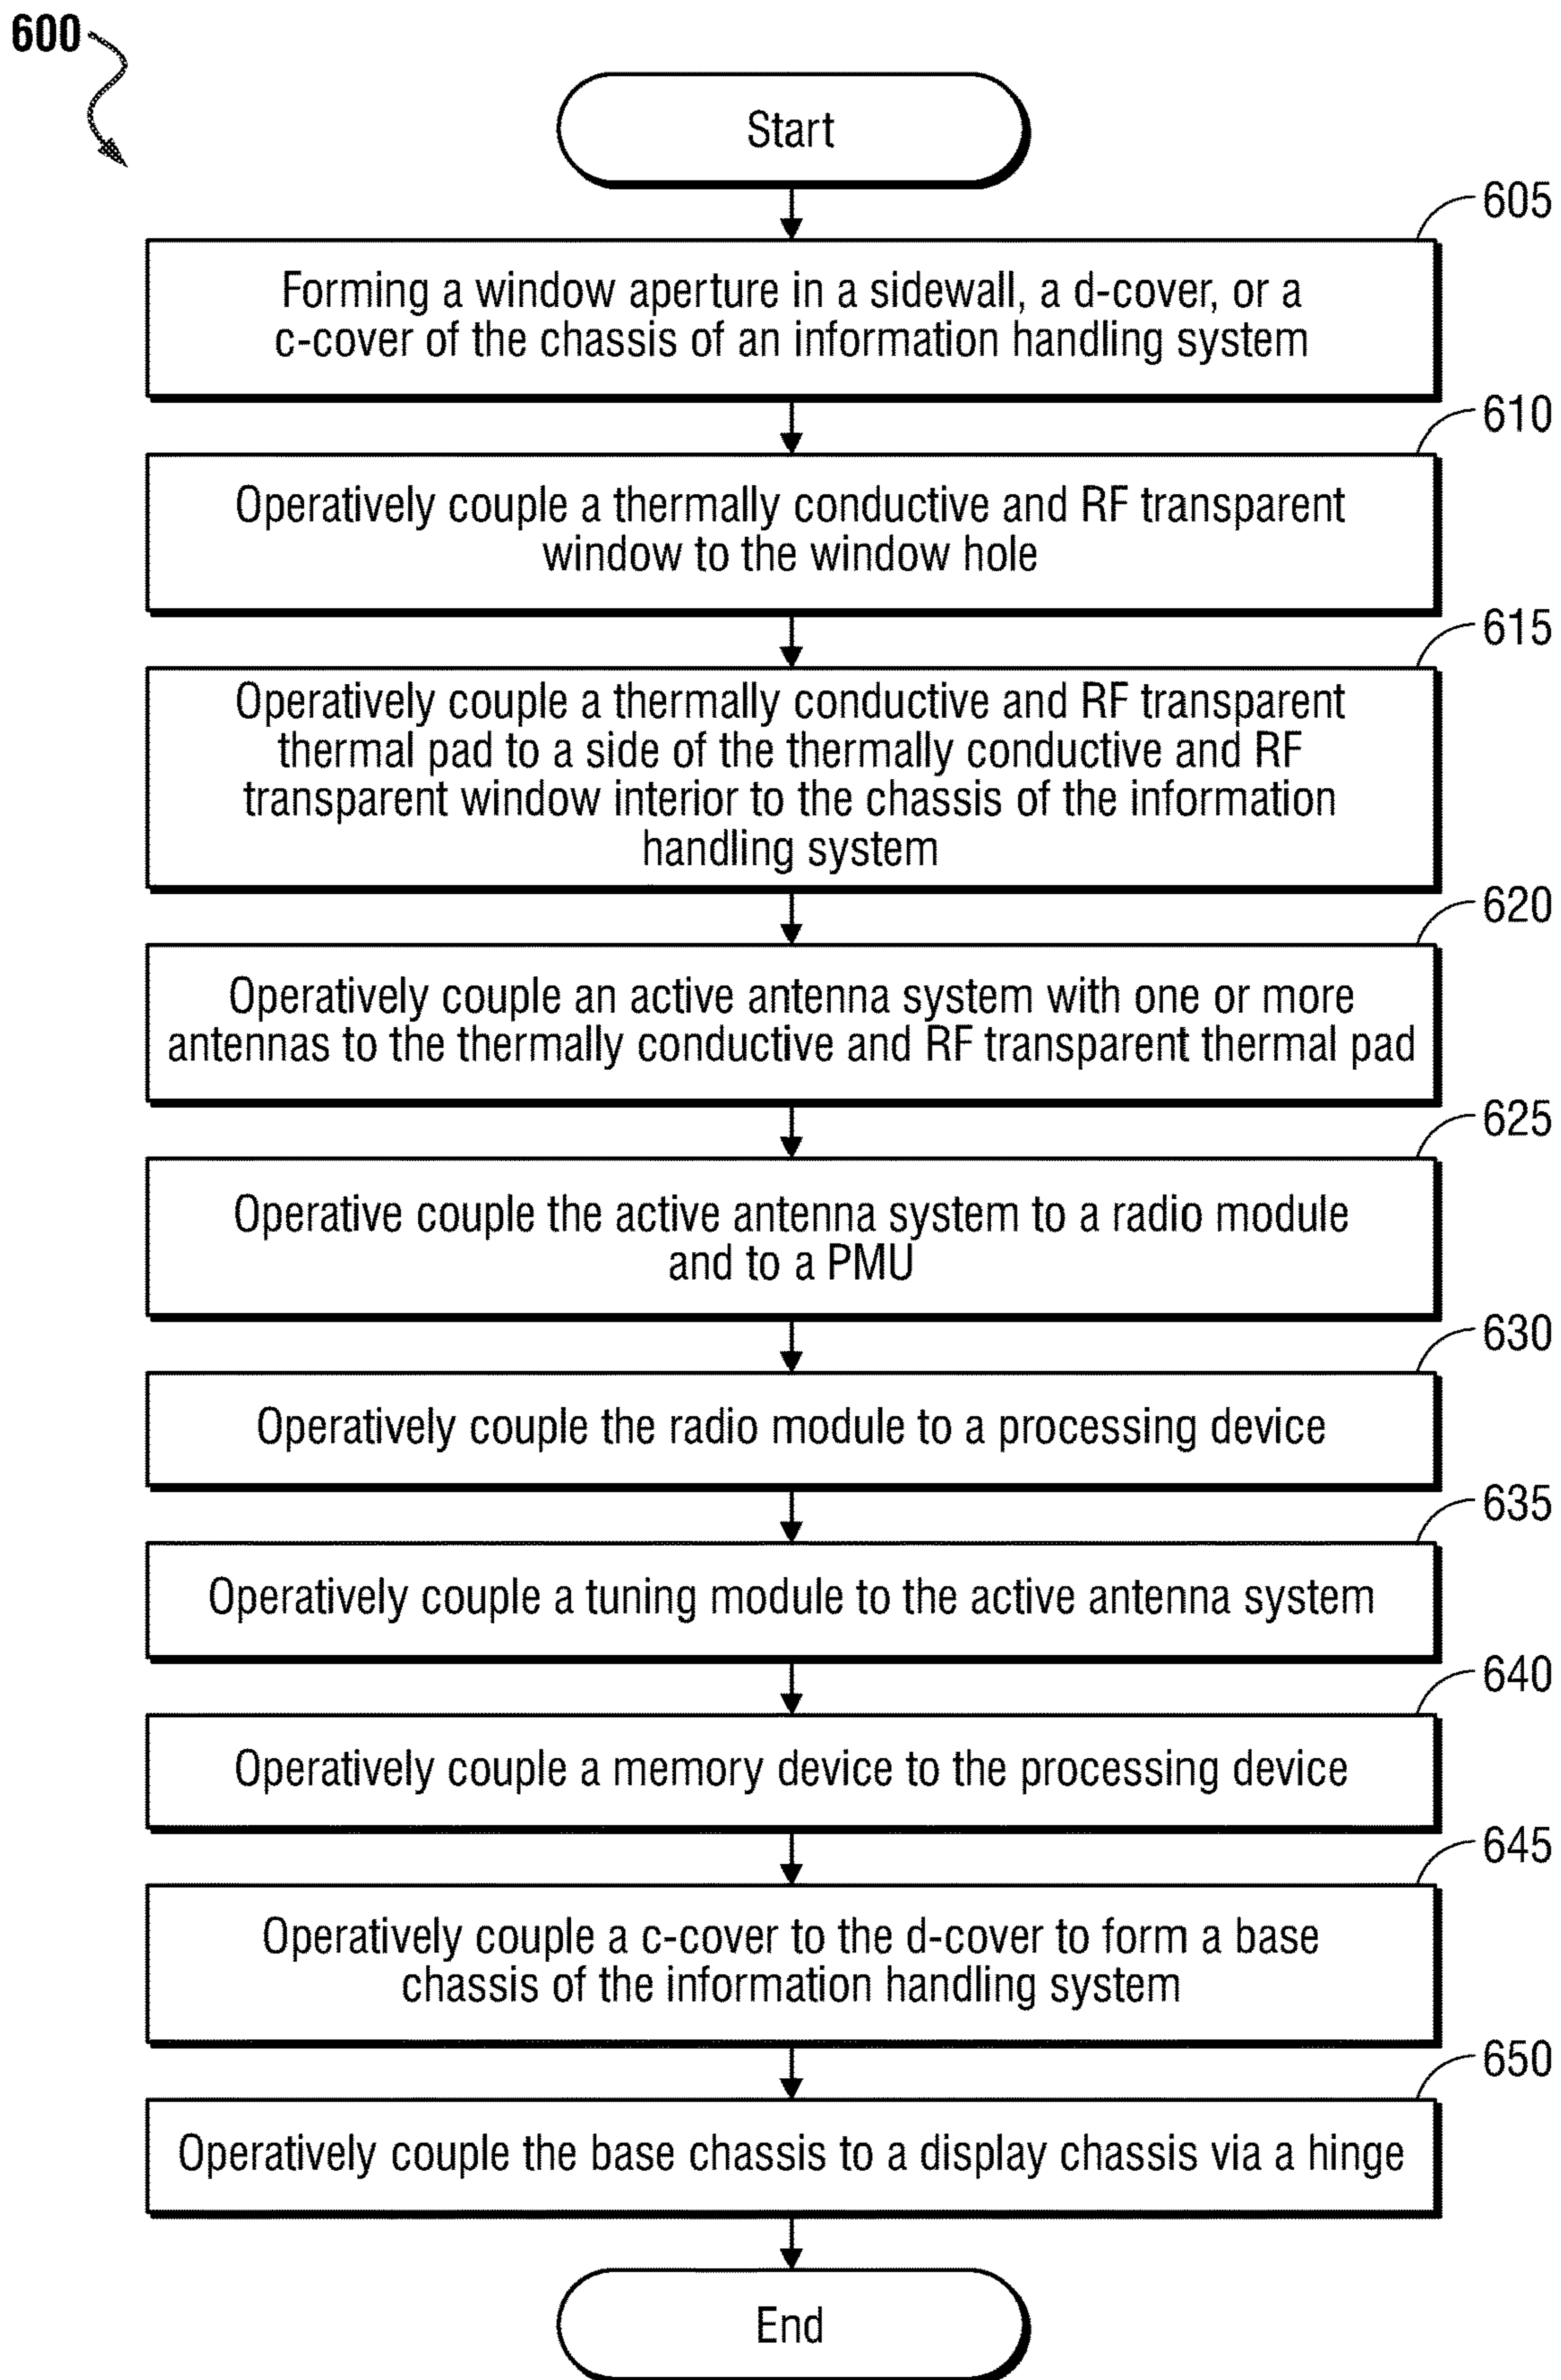 600
Start
605
Forming a window aperture in a sidewall, a d-cover, or a
c-cover of the chassis of an information handling system
610
Operatively couple a thermally conductive and RF transparent
window to the window hole
615
Operatively couple a thermally conductive and RF transparent
thermal pad to a side of the thermally conductive and RF
transparent window interior to the chassis of the information
handling system
620
Operatively couple an active antenna system with one or more
antennas to the thermally conductive and RF transparent thermal pad
625
Operative couple the active antenna system to a radio module
and to a PMU
630
Operatively couple the radio module to a processing device
635
Operatively couple a tuning module to the active antenna system
640
Operatively couple a memory device to the processing device
645
Operatively couple a c-cover to the d-cover to form a base
chassis of the information handling system
650
Operatively couple the base chassis to a display chassis via a hinge
End